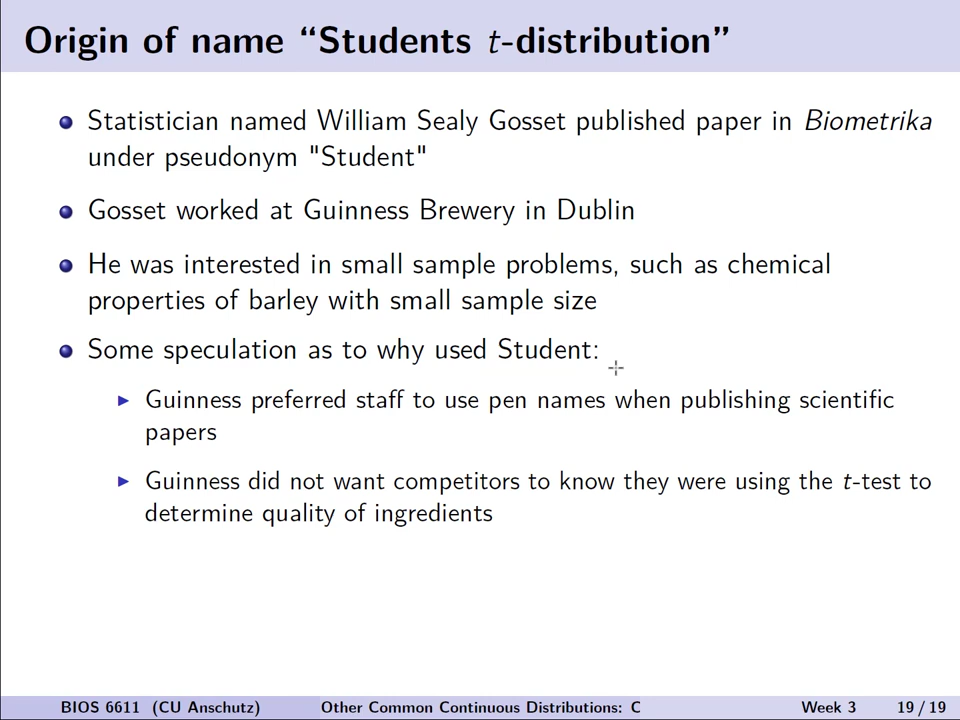 Origin of name “Students t-distribution”
Statistician named William Sealy Gosset published paper in Biometrika
under pseudonym "Student"
Gosset worked at Guinness Brewery in Dublin
He was interested in small sample problems, such as chemical
properties of barley with small sample size
Some speculation as to why used Student:
Guinness preferred staff to use pen names when publishing scientific
papers
Guinness did not want competitors to know they were using the t-test to
determine quality of ingredients
BIOS 6611 (CU Anschutz) Other Common Continuous Distributions: C Week 3 19 / 19